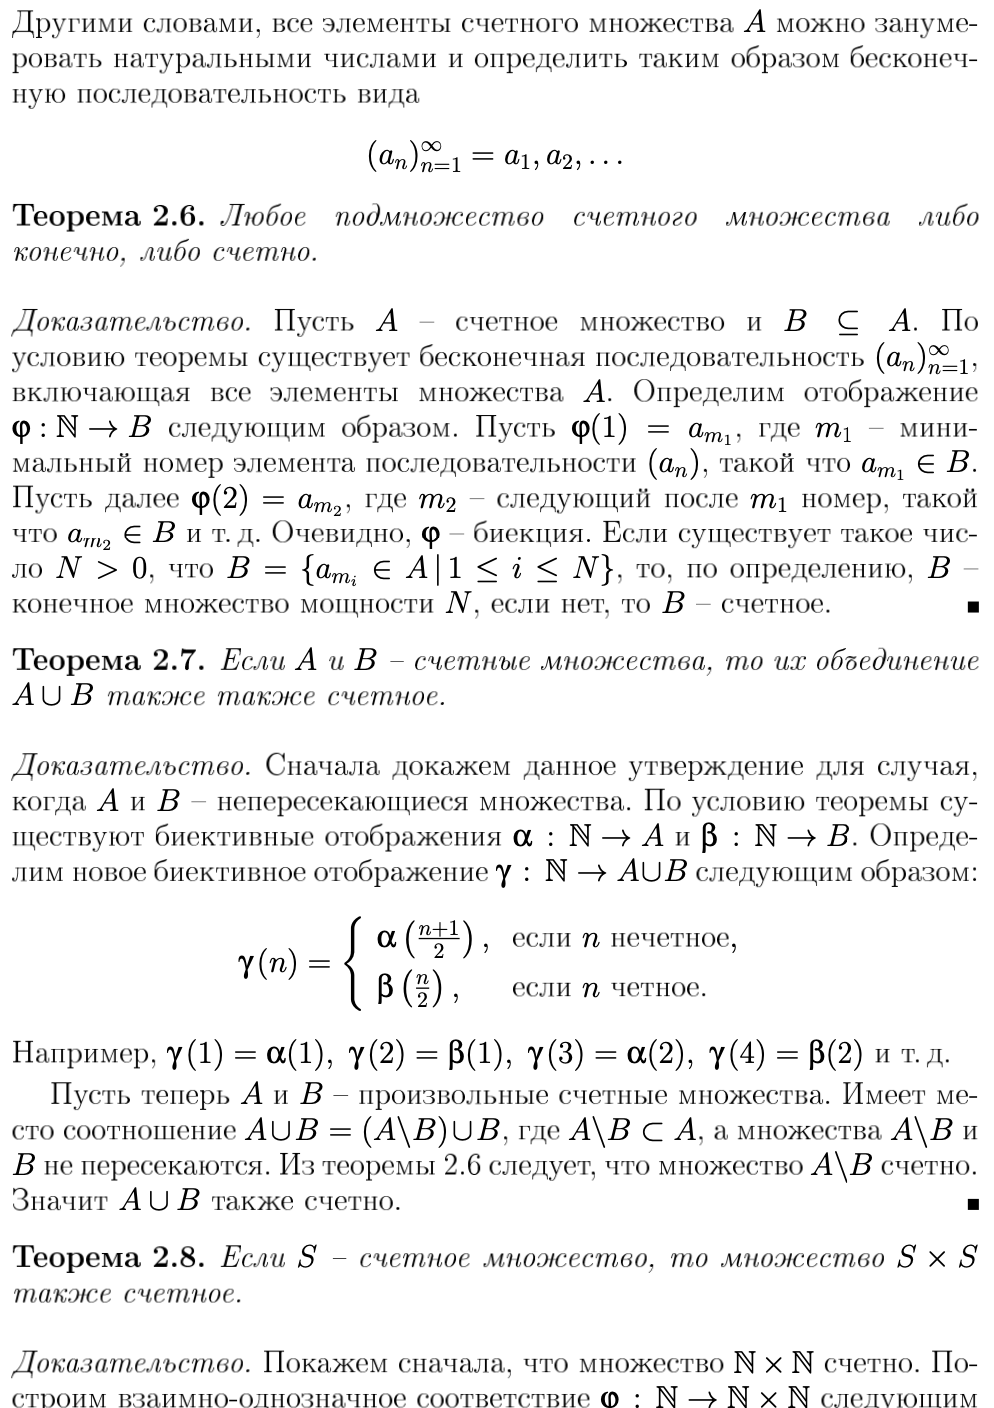 Другими словами, все элементы счетного множества A можно зануме-
ровать натуральными числами и определить таким образом бесконеч-
ную последовательность вида
(aₙ)ₙ₌₁^∞ = a₁, a₂, …
Теорема 2.6. Любое подмножество счетного множества либо
конечно, либо счетно.
Доказательство. Пусть A – счетное множество и B ⊆ A. По
условию теоремы существует бесконечная последовательность (aₙ)ₙ₌₁^∞,
включающая все элементы множества A. Определим отображение
φ : ℕ → B следующим образом. Пусть φ(1) = a_{m₁}, где m₁ – мини-
мальный номер элемента последовательности (aₙ), такой что a_{m₁} ∈ B.
Пусть далее φ(2) = a_{m₂}, где m₂ – следующий после m₁ номер, такой
что a_{m₂} ∈ B и т. д. Очевидно, φ – биекция. Если существует такое чис-
ло N > 0, что B = {a_{mᵢ} ∈ A | 1 ≤ i ≤ N}, то, по определению, B –
конечное множество мощности N, если нет, то B – счетное. ■
Теорема 2.7. Если A и B – счетные множества, то их объединение
A ∪ B также также счетное.
Доказательство. Сначала докажем данное утверждение для случая,
когда A и B – непересекающиеся множества. По условию теоремы су-
ществуют биективные отображения α : ℕ → A и β : ℕ → B. Опреде-
лим новое биективное отображение γ : ℕ → A∪B следующим образом:
γ(n) = { α((n+1)/2), если n нечетное,
β(n/2), если n четное.
Например, γ(1) = α(1), γ(2) = β(1), γ(3) = α(2), γ(4) = β(2) и т. д.
Пусть теперь A и B – произвольные счетные множества. Имеет ме-
сто соотношение A∪B = (A\B)∪B, где A\B ⊂ A, а множества A\B и
B не пересекаются. Из теоремы 2.6 следует, что множество A\B счетно.
Значит A ∪ B также счетно. ■
Теорема 2.8. Если S – счетное множество, то множество S × S
также счетное.
Доказательство. Покажем сначала, что множество ℕ × ℕ счетно. По-
строим взаимно-однозначное соответствие φ : ℕ → ℕ × ℕ следующим